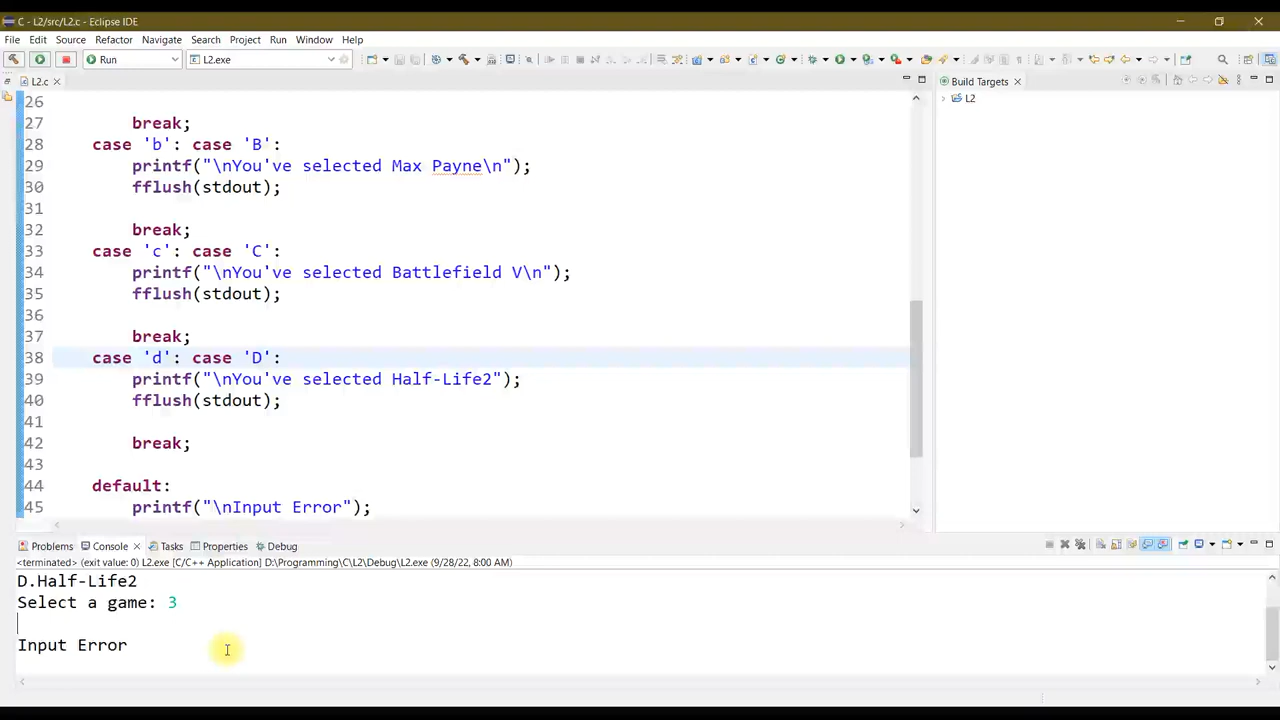 C - L2/src/L2.c - Eclipse IDE
File Edit Source Refactor Navigate Search Project Run Window Help
Run L2.exe
L2.c
Build Targets
L2
26
27 break;
28 case 'b': case 'B':
29 printf("\nYou've selected Max Payne\n");
30 fflush(stdout);
31
32 break;
33 case 'c': case 'C':
34 printf("\nYou've selected Battlefield V\n");
35 fflush(stdout);
36
37 break;
38 case 'd': case 'D':
39 printf("\nYou've selected Half-Life2");
40 fflush(stdout);
41
42 break;
43
44 default:
45 printf("\nInput Error");
Problems Console Tasks Properties Debug
<terminated> (exit value: 0) L2.exe [C/C++ Application] D:\Programming\C\L2\Debug\L2.exe (9/28/22, 8:00 AM)
D.Half-Life2
Select a game: 3
Input Error